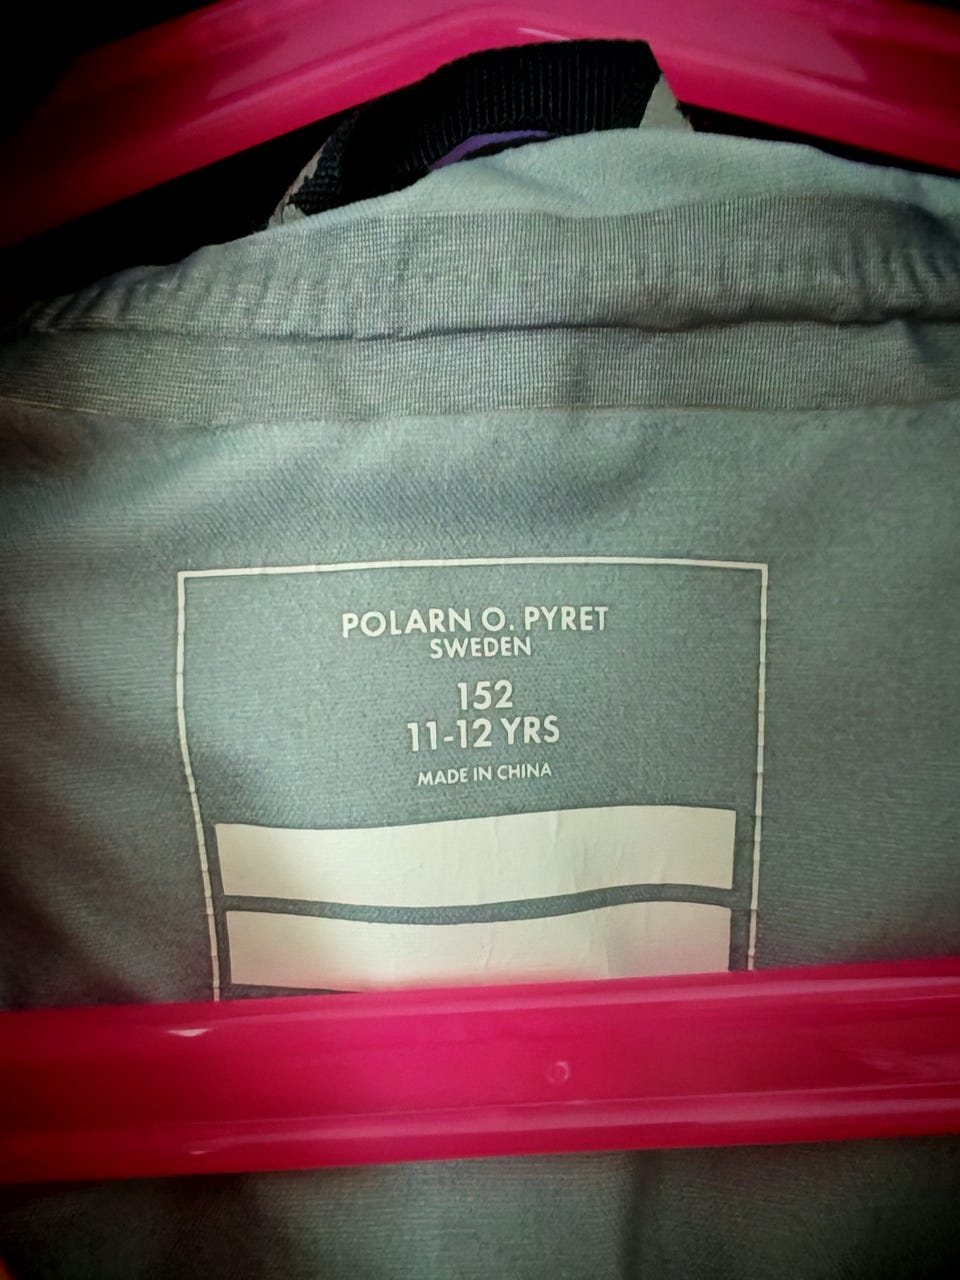 POLARN O. PYRET
SWEDEN
152
11-12 YRS
MADE IN CHINA